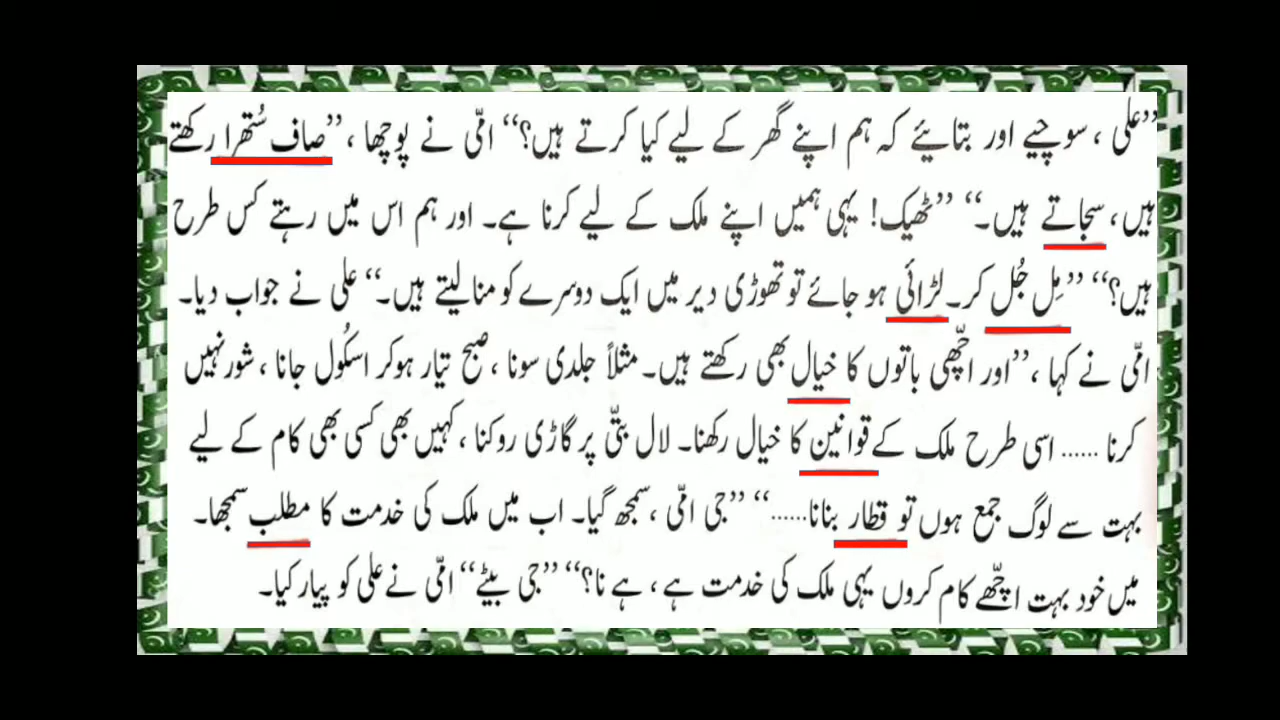 ”علی ، سوچیے اور بتائیے کہ ہم اپنے گھر کے لیے کیا کرتے ہیں؟“ امّی نے پوچھا ، ”صاف سُتھرا رکھتے
ہیں، سجاتے ہیں۔“ ”ٹھیک! یہی ہمیں اپنے ملک کے لیے کرنا ہے۔ اور ہم اس میں رہتے کس طرح
ہیں؟“ ”مِل جُل کر۔ لڑائی ہو جائے تو تھوڑی دیر میں ایک دوسرے کو منا لیتے ہیں۔“ علی نے جواب دیا۔
امّی نے کہا ، ”اور اچّھی باتوں کا خیال بھی رکھتے ہیں۔ مثلاً جلدی سونا ، صبح تیار ہوکر اسکُول جانا ، شور نہیں
کرنا ...... اسی طرح ملک کے قوانین کا خیال رکھنا۔ لال بتّی پر گاڑی روکنا ، کہیں بھی کسی بھی کام کے لیے
بہت سے لوگ جمع ہوں تو قطار بنانا......“ ”جی امّی ، سمجھ گیا۔ اب میں ملک کی خدمت کا مطلب سمجھا۔
میں خود بہت اچّھے کام کروں یہی ملک کی خدمت ہے ، ہے نا؟“ ”جی بیٹے“ امّی نے علی کو پیار کیا۔